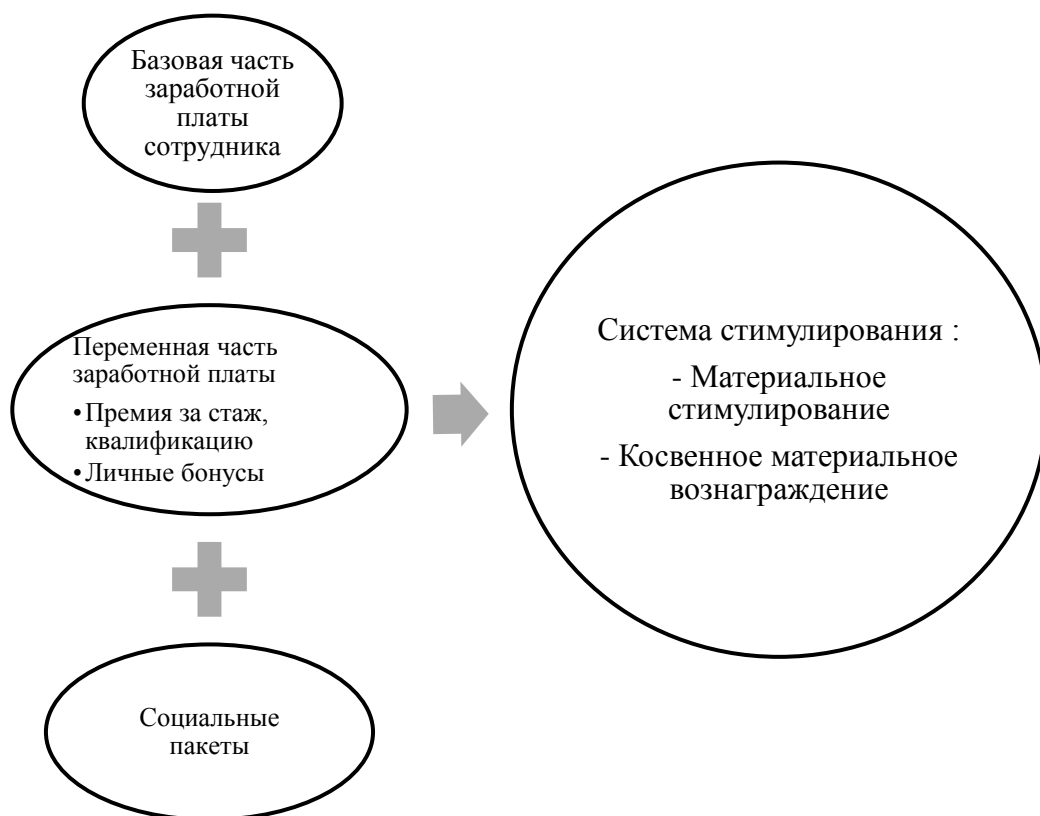 Базовая часть
заработной
платы
сотрудника
Переменная часть
заработной платы
•Премия за стаж,
квалификацию
•Личные бонусы
Социальные
пакеты
Система стимулирования :
- Материальное
стимулирование
- Косвенное материальное
вознаграждение